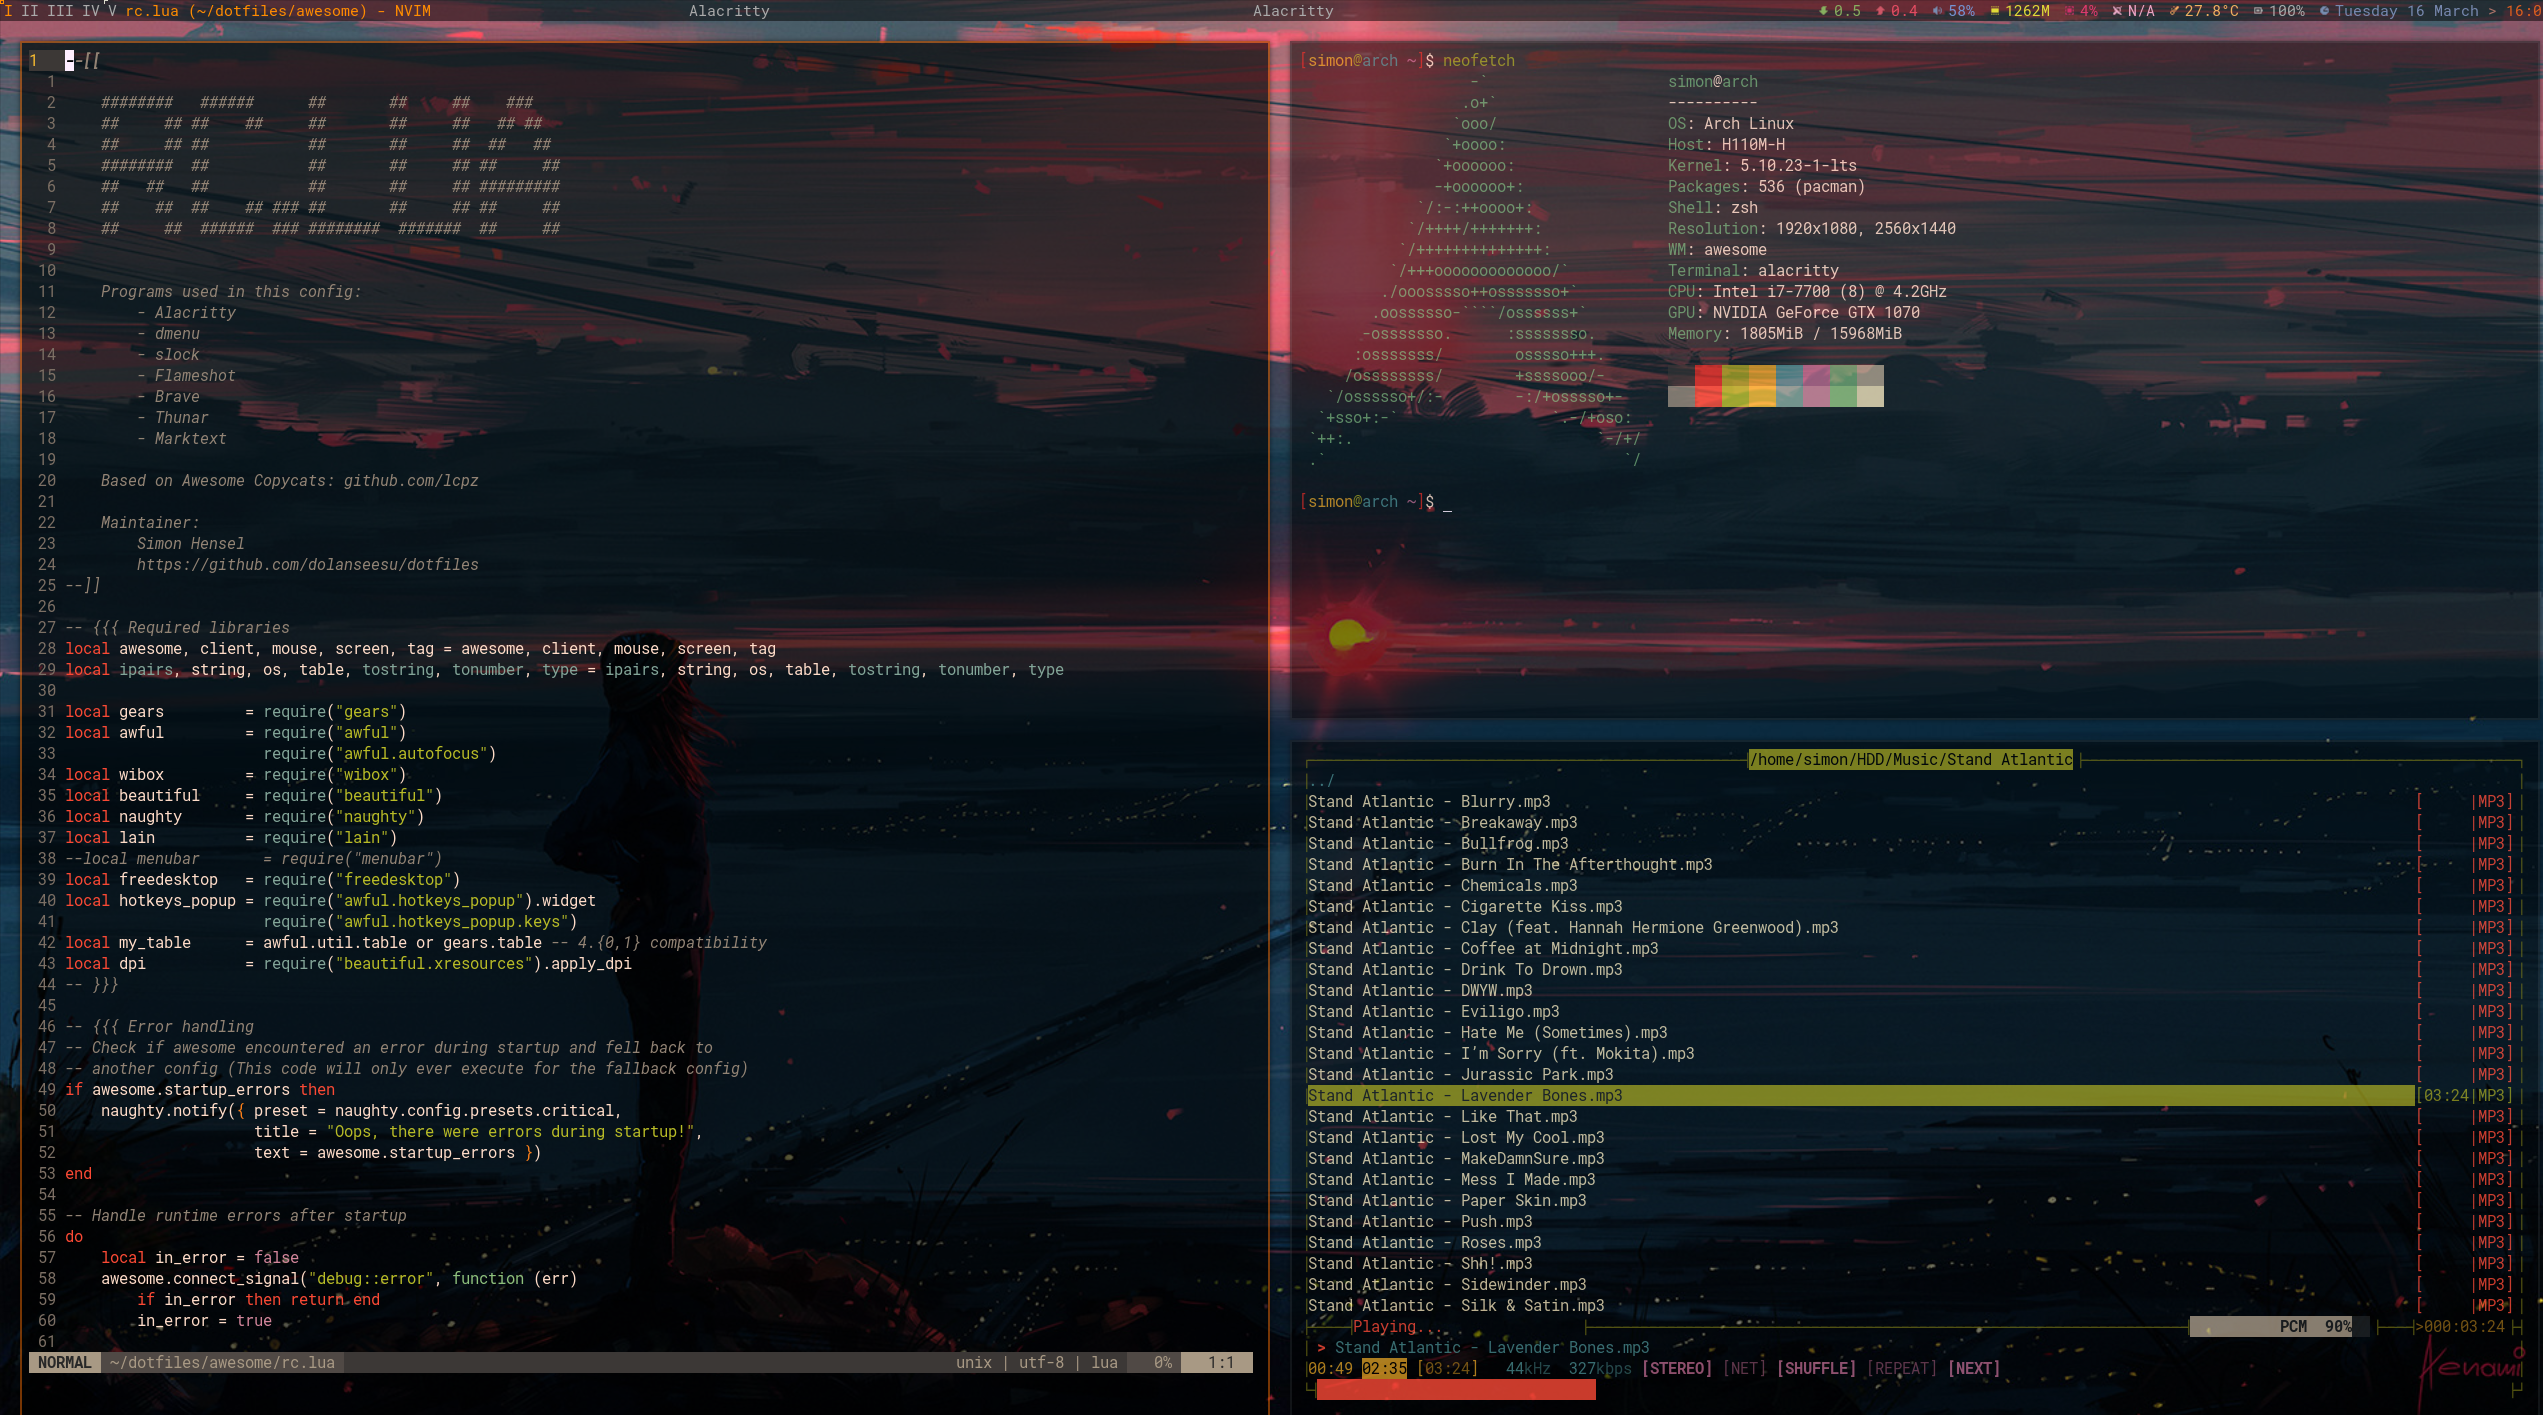 I II III IV V rc.lua (~/dotfiles/awesome) - NVIM
Alacritty
Alacritty
0.5 0.4 58% 1262M 4% N/A 27.8°C 100% Tuesday 16 March > 16:0
1 --[[
1
2 ######## ###### ## ## ## ###
3 ## ## ## ## ## ## ## ## ##
4 ## ## ## ## ## ## ## ##
5 ######## ## ## ## ## ## ##
6 ## ## ## ## ## ## #########
7 ## ## ## ## ### ## ## ## ## ##
8 ## ## ###### ### ######## ####### ## ##
9
10
11 Programs used in this config:
12 - Alacritty
13 - dmenu
14 - slock
15 - Flameshot
16 - Brave
17 - Thunar
18 - Marktext
19
20 Based on Awesome Copycats: github.com/lcpz
21
22 Maintainer:
23 Simon Hensel
24 https://github.com/dolanseesu/dotfiles
25 --]]
26
27 -- {{{ Required libraries
28 local awesome, client, mouse, screen, tag = awesome, client, mouse, screen, tag
29 local ipairs, string, os, table, tostring, tonumber, type = ipairs, string, os, table, tostring, tonumber, type
30
31 local gears = require("gears")
32 local awful = require("awful")
33 require("awful.autofocus")
34 local wibox = require("wibox")
35 local beautiful = require("beautiful")
36 local naughty = require("naughty")
37 local lain = require("lain")
38 --local menubar = require("menubar")
39 local freedesktop = require("freedesktop")
40 local hotkeys_popup = require("awful.hotkeys_popup").widget
41 require("awful.hotkeys_popup.keys")
42 local my_table = awful.util.table or gears.table -- 4.{0,1} compatibility
43 local dpi = require("beautiful.xresources").apply_dpi
44 -- }}}
45
46 -- {{{ Error handling
47 -- Check if awesome encountered an error during startup and fell back to
48 -- another config (This code will only ever execute for the fallback config)
49 if awesome.startup_errors then
50 naughty.notify({ preset = naughty.config.presets.critical,
51 title = "Oops, there were errors during startup!",
52 text = awesome.startup_errors })
53 end
54
55 -- Handle runtime errors after startup
56 do
57 local in_error = false
58 awesome.connect_signal("debug::error", function (err)
59 if in_error then return end
60 in_error = true
61
NORMAL ~/dotfiles/awesome/rc.lua unix | utf-8 | lua 0% 1:1
[simon@arch ~]$ neofetch
-` simon@arch
.o+` ----------
`ooo/ OS: Arch Linux
`+oooo: Host: H110M-H
`+oooooo: Kernel: 5.10.23-1-lts
-+oooooo+: Packages: 536 (pacman)
`/:-:++oooo+: Shell: zsh
`/++++/+++++++: Resolution: 1920x1080, 2560x1440
`/++++++++++++++: WM: awesome
`/+++ooooooooooooo/` Terminal: alacritty
./ooosssso++osssssso+` CPU: Intel i7-7700 (8) @ 4.2GHz
.oossssso-````/ossssss+` GPU: NVIDIA GeForce GTX 1070
-osssssso. :ssssssso. Memory: 1805MiB / 15968MiB
:osssssss/ osssso+++.
/ossssssss/ +ssssooo/-
`/ossssso+/:- -:/+osssso+-
`+sso+:-` `.-/+oso:
`++:. `-/+/
.` `/
[simon@arch ~]$ _
/home/simon/HDD/Music/Stand Atlantic
../
Stand Atlantic - Blurry.mp3 [ |MP3]
Stand Atlantic - Breakaway.mp3 [ |MP3]
Stand Atlantic - Bullfrog.mp3 [ |MP3]
Stand Atlantic - Burn In The Afterthought.mp3 [ |MP3]
Stand Atlantic - Chemicals.mp3 [ |MP3]
Stand Atlantic - Cigarette Kiss.mp3 [ |MP3]
Stand Atlantic - Clay (feat. Hannah Hermione Greenwood).mp3 [ |MP3]
Stand Atlantic - Coffee at Midnight.mp3 [ |MP3]
Stand Atlantic - Drink To Drown.mp3 [ |MP3]
Stand Atlantic - DWYW.mp3 [ |MP3]
Stand Atlantic - Eviligo.mp3 [ |MP3]
Stand Atlantic - Hate Me (Sometimes).mp3 [ |MP3]
Stand Atlantic - I'm Sorry (ft. Mokita).mp3 [ |MP3]
Stand Atlantic - Jurassic Park.mp3 [ |MP3]
Stand Atlantic - Lavender Bones.mp3 [03:24|MP3]
Stand Atlantic - Like That.mp3 [ |MP3]
Stand Atlantic - Lost My Cool.mp3 [ |MP3]
Stand Atlantic - MakeDamnSure.mp3 [ |MP3]
Stand Atlantic - Mess I Made.mp3 [ |MP3]
Stand Atlantic - Paper Skin.mp3 [ |MP3]
Stand Atlantic - Push.mp3 [ |MP3]
Stand Atlantic - Roses.mp3 [ |MP3]
Stand Atlantic - Shh!.mp3 [ |MP3]
Stand Atlantic - Sidewinder.mp3 [ |MP3]
Stand Atlantic - Silk & Satin.mp3 [ |MP3]
Playing... PCM 90% >000:03:24
> Stand Atlantic - Lavender Bones.mp3
00:49 02:35 [03:24] 44kHz 327kbps [STEREO] [NET] [SHUFFLE] [REPEAT] [NEXT]
Aenami